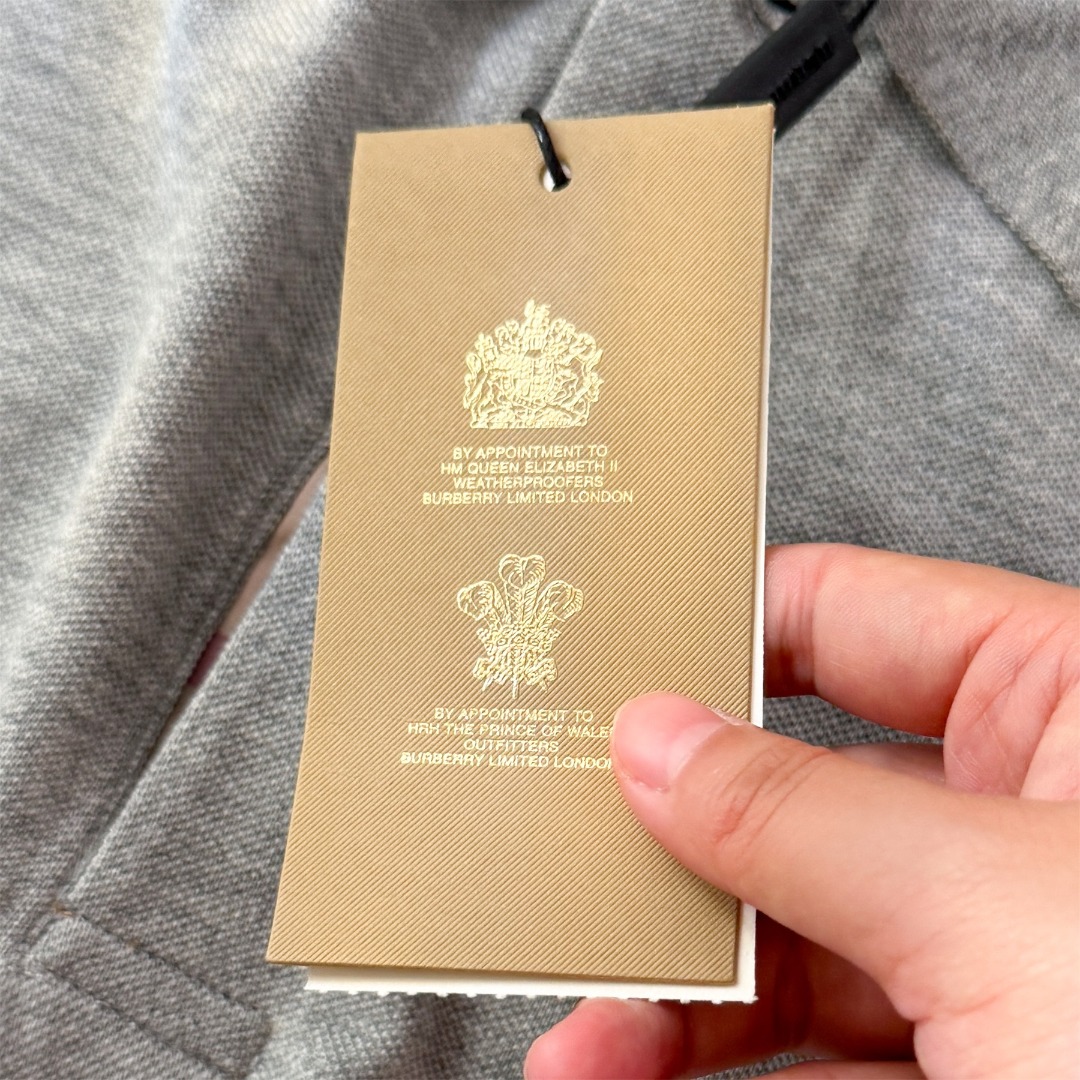 BY APPOINTMENT TO
HM QUEEN ELIZABETH II
WEATHERPROOFERS
BURBERRY LIMITED LONDON
BY APPOINTMENT TO
HRH THE PRINCE OF WALES
OUTFITTERS
BURBERRY LIMITED LONDON